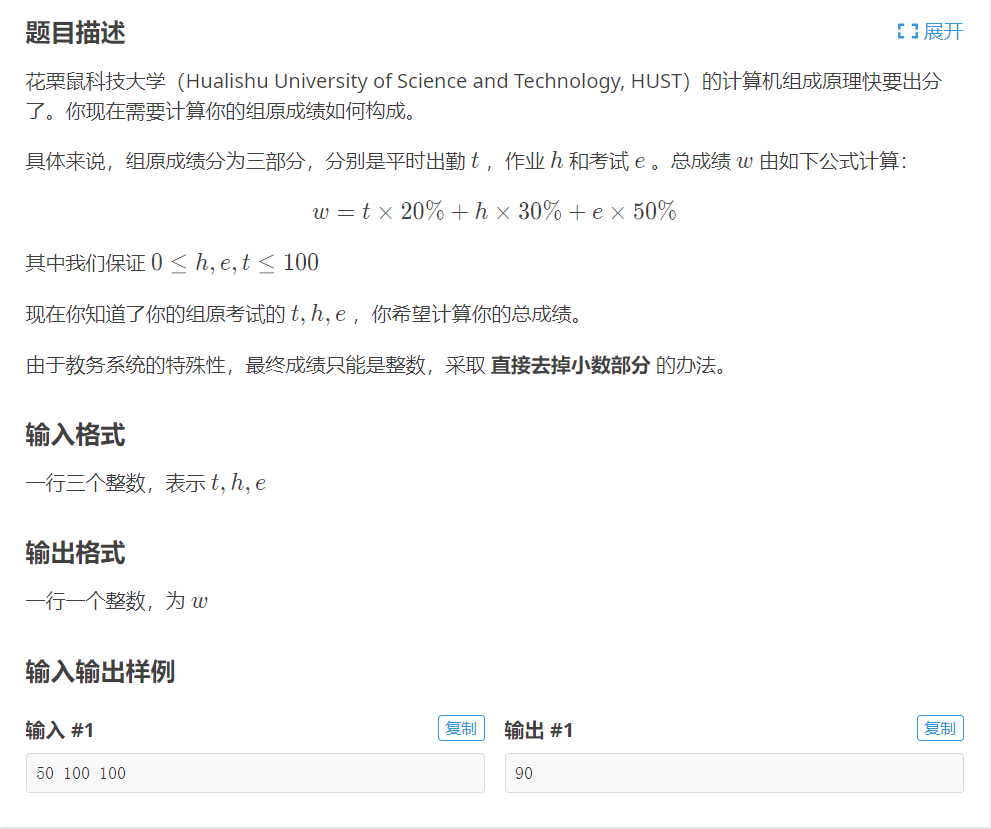 题目描述
展开
花栗鼠科技大学（Hualishu University of Science and Technology, HUST）的计算机组成原理快要出分
了。你现在需要计算你的组原成绩如何构成。
具体来说，组原成绩分为三部分，分别是平时出勤 t ，作业 h 和考试 e 。总成绩 w 由如下公式计算：
w = t × 20% + h × 30% + e × 50%
其中我们保证 0 ≤ h, e, t ≤ 100
现在你知道了你的组原考试的 t, h, e ，你希望计算你的总成绩。
由于教务系统的特殊性，最终成绩只能是整数，采取 直接去掉小数部分 的办法。
输入格式
一行三个整数，表示 t, h, e
输出格式
一行一个整数，为 w
输入输出样例
输入 #1
复制
50 100 100
输出 #1
复制
90